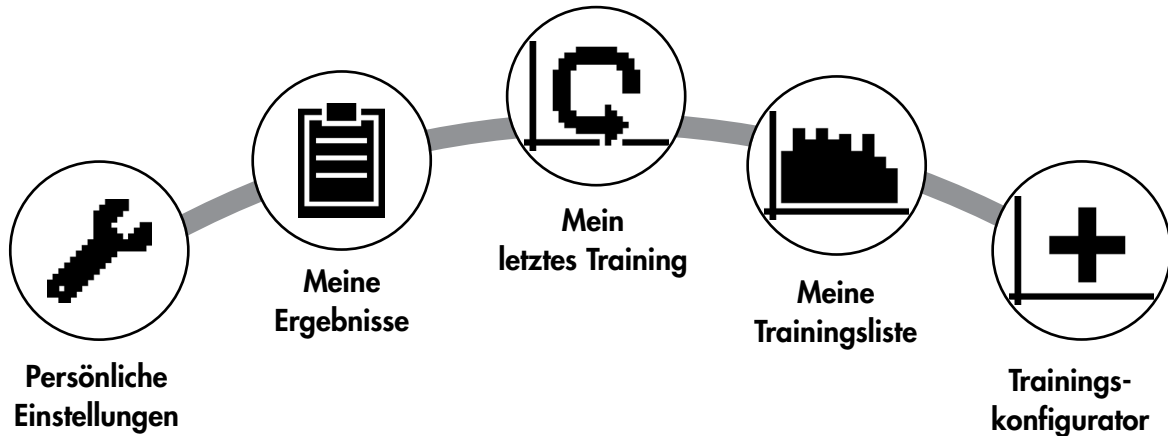 Persönliche
Einstellungen
Meine
Ergebnisse
Mein
letztes Training
Meine
Trainingsliste
Trainings-
konfigurator